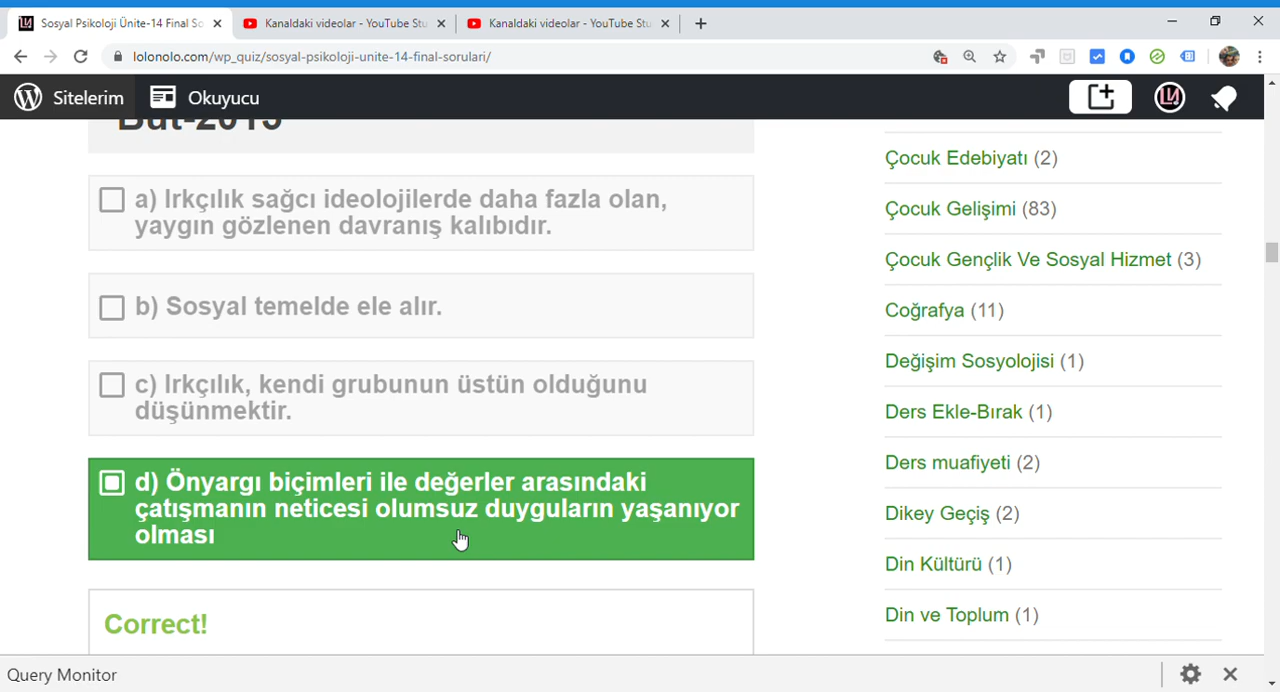 Sosyal Psikoloji Ünite-14 Final So
Kanaldaki videolar - YouTube Stu
Kanaldaki videolar - YouTube Stu
lolonolo.com/wp_quiz/sosyal-psikoloji-unite-14-final-sorulari/
Sitelerim
Okuyucu
a) Irkçılık sağcı ideolojilerde daha fazla olan,
yaygın gözlenen davranış kalıbıdır.
b) Sosyal temelde ele alır.
c) Irkçılık, kendi grubunun üstün olduğunu
düşünmektir.
d) Önyargı biçimleri ile değerler arasındaki
çatışmanın neticesi olumsuz duyguların yaşanıyor
olması
Correct!
Çocuk Edebiyatı (2)
Çocuk Gelişimi (83)
Çocuk Gençlik Ve Sosyal Hizmet (3)
Coğrafya (11)
Değişim Sosyolojisi (1)
Ders Ekle-Bırak (1)
Ders muafiyeti (2)
Dikey Geçiş (2)
Din Kültürü (1)
Din ve Toplum (1)
Query Monitor